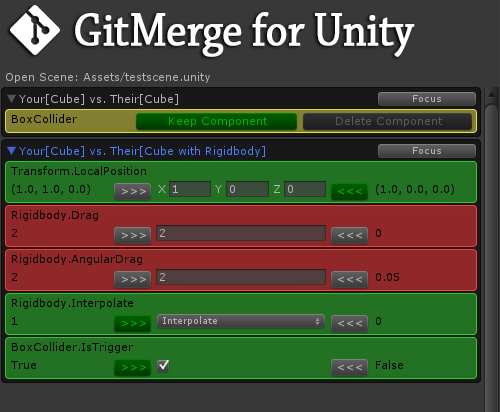 GitMerge for Unity
Open Scene: Assets/testscene.unity
Your[Cube] vs. Their[Cube] Focus
BoxCollider Keep Component Delete Component
Your[Cube] vs. Their[Cube with Rigidbody] Focus
Transform.LocalPosition
(1.0, 1.0, 0.0) >>> X 1 Y 0 Z 0 <<< (1.0, 0.0, 0.0)
Rigidbody.Drag
2 >>> 2 <<< 0
Rigidbody.AngularDrag
2 >>> 2 <<< 0.05
Rigidbody.Interpolate
1 >>> Interpolate <<< 0
BoxCollider.IsTrigger
True >>> <<< False